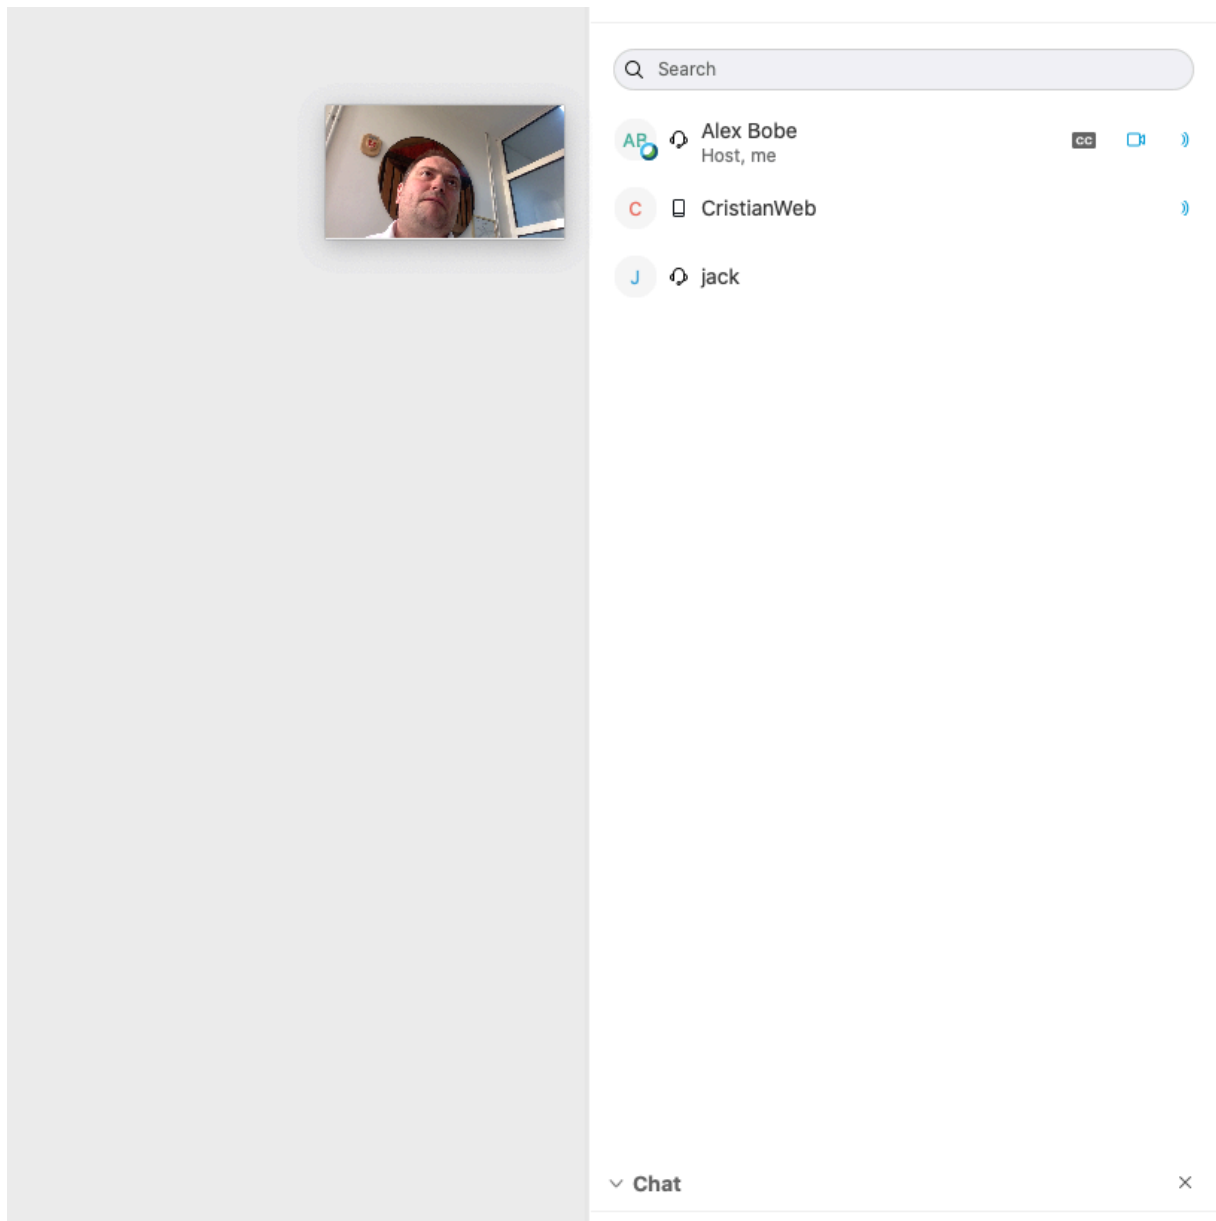 Search
AB
Alex Bobe
Host, me
CC
C
CristianWeb
J
jack
Chat